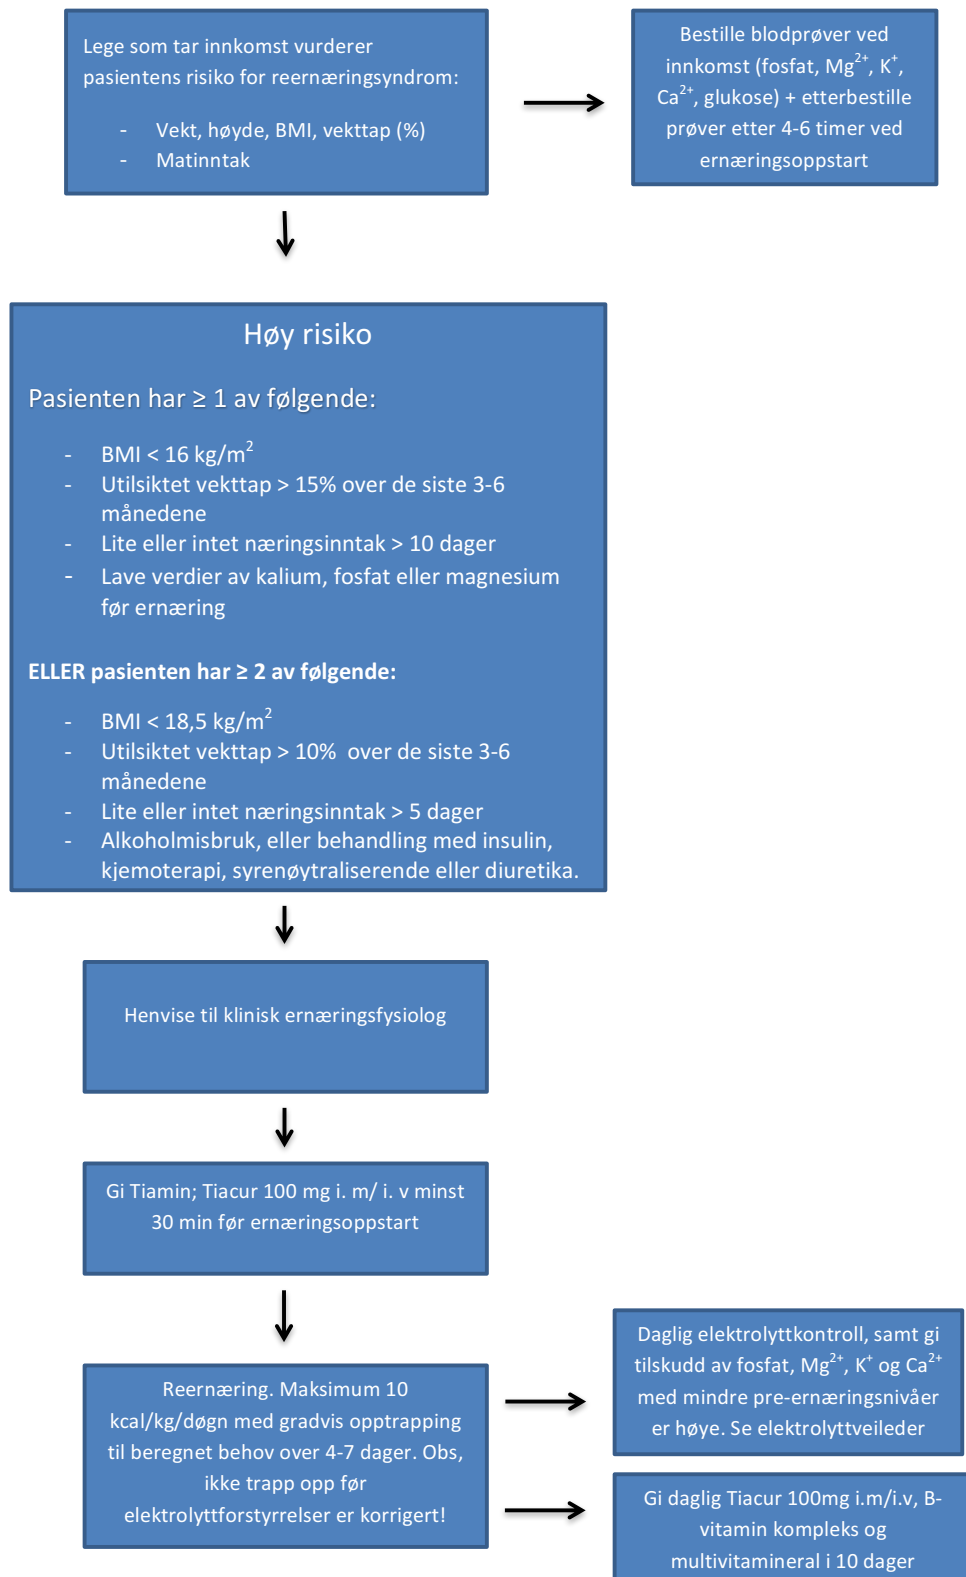 Lege som tar innkomst vurderer
pasientens risiko for reernæringsyndrom:
- Vekt, høyde, BMI, vekttap (%)
- Matinntak
Bestille blodprøver ved
innkomst (fosfat, Mg²⁺, K⁺,
Ca²⁺, glukose) + etterbestille
prøver etter 4-6 timer ved
ernæringsoppstart
Høy risiko
Pasienten har ≥ 1 av følgende:
- BMI < 16 kg/m²
- Utilsiktet vekttap > 15% over de siste 3-6
månedene
- Lite eller intet næringsinntak > 10 dager
- Lave verdier av kalium, fosfat eller magnesium
før ernæring
ELLER pasienten har ≥ 2 av følgende:
- BMI < 18,5 kg/m²
- Utilsiktet vekttap > 10% over de siste 3-6
månedene
- Lite eller intet næringsinntak > 5 dager
- Alkoholmisbruk, eller behandling med insulin,
kjemoterapi, syrenøytraliserende eller diuretika.
Henvise til klinisk ernæringsfysiolog
Gi Tiamin; Tiacur 100 mg i. m/ i. v minst
30 min før ernæringsoppstart
Reernæring. Maksimum 10
kcal/kg/døgn med gradvis opptrapping
til beregnet behov over 4-7 dager. Obs,
ikke trapp opp før
elektrolyttforstyrrelser er korrigert!
Daglig elektrolyttkontroll, samt gi
tilskudd av fosfat, Mg²⁺, K⁺ og Ca²⁺
med mindre pre-ernæringsnivåer
er høye. Se elektrolyttveileder
Gi daglig Tiacur 100mg i.m/i.v, B-
vitamin kompleks og
multivitamineral i 10 dager